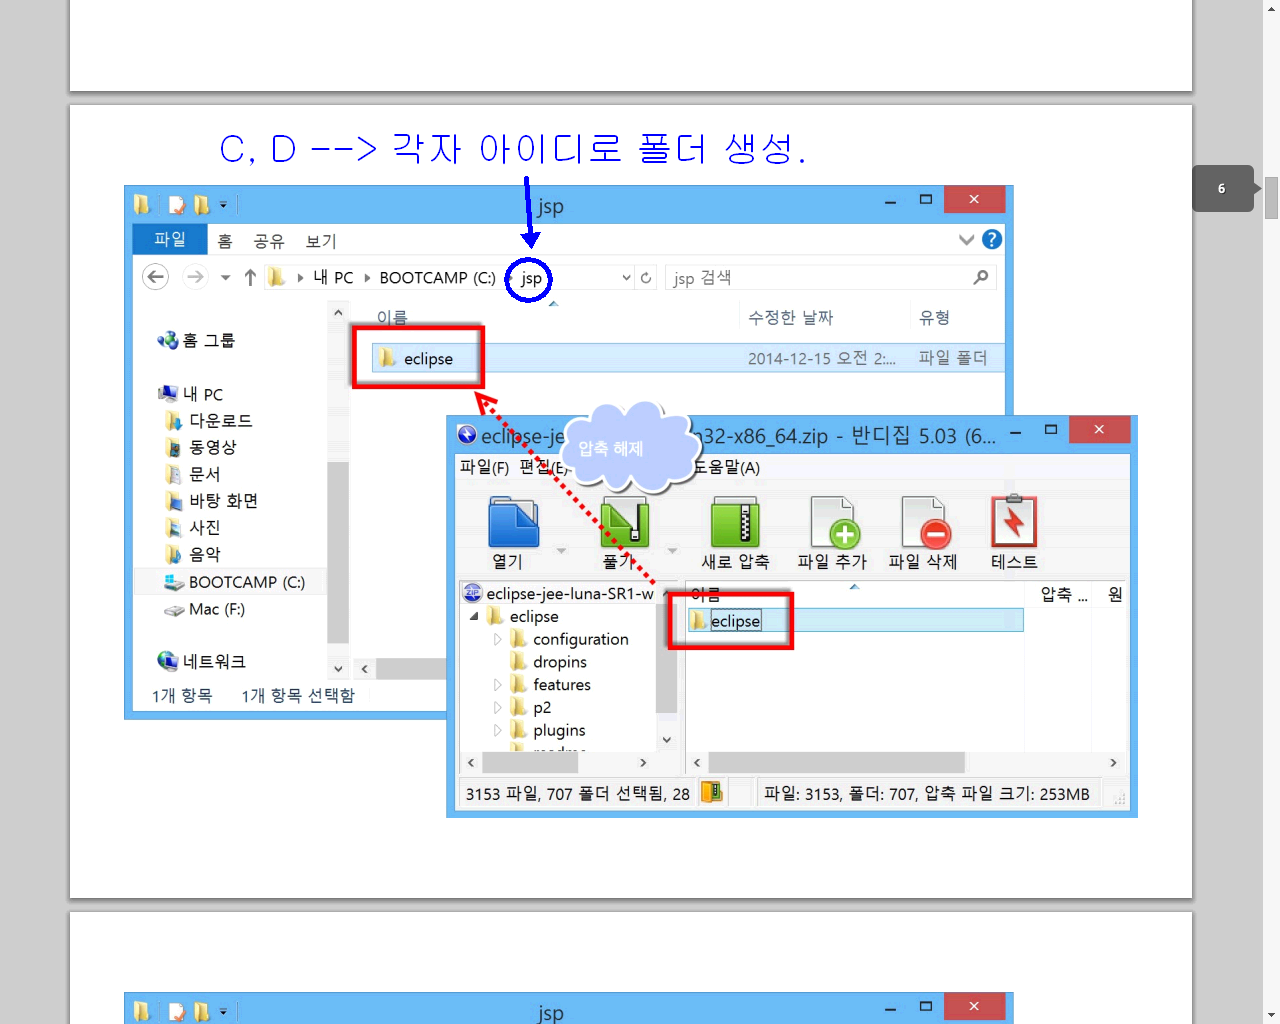 C, D --> 각자 아이디로 폴더 생성.
6
jsp
파일 홈 공유 보기
내 PC BOOTCAMP (C:) jsp
jsp 검색
이름 수정한 날짜 유형
eclipse 2014-12-15 오전 2:... 파일 폴더
홈 그룹
내 PC
다운로드
동영상
문서
바탕 화면
사진
음악
BOOTCAMP (C:)
Mac (F:)
네트워크
1개 항목 1개 항목 선택함
압축 해제
eclipse-jee n32-x86_64.zip - 반디집 5.03 (6...
파일(F) 편집(E) 도움말(A)
열기 풀기 새로 압축 파일 추가 파일 삭제 테스트
ZIP
eclipse-jee-luna-SR1-w
이름 압축 ... 원
eclipse
eclipse
configuration
dropins
features
p2
plugins
3153 파일, 707 폴더 선택됨, 28
파일: 3153, 폴더: 707, 압축 파일 크기: 253MB
jsp